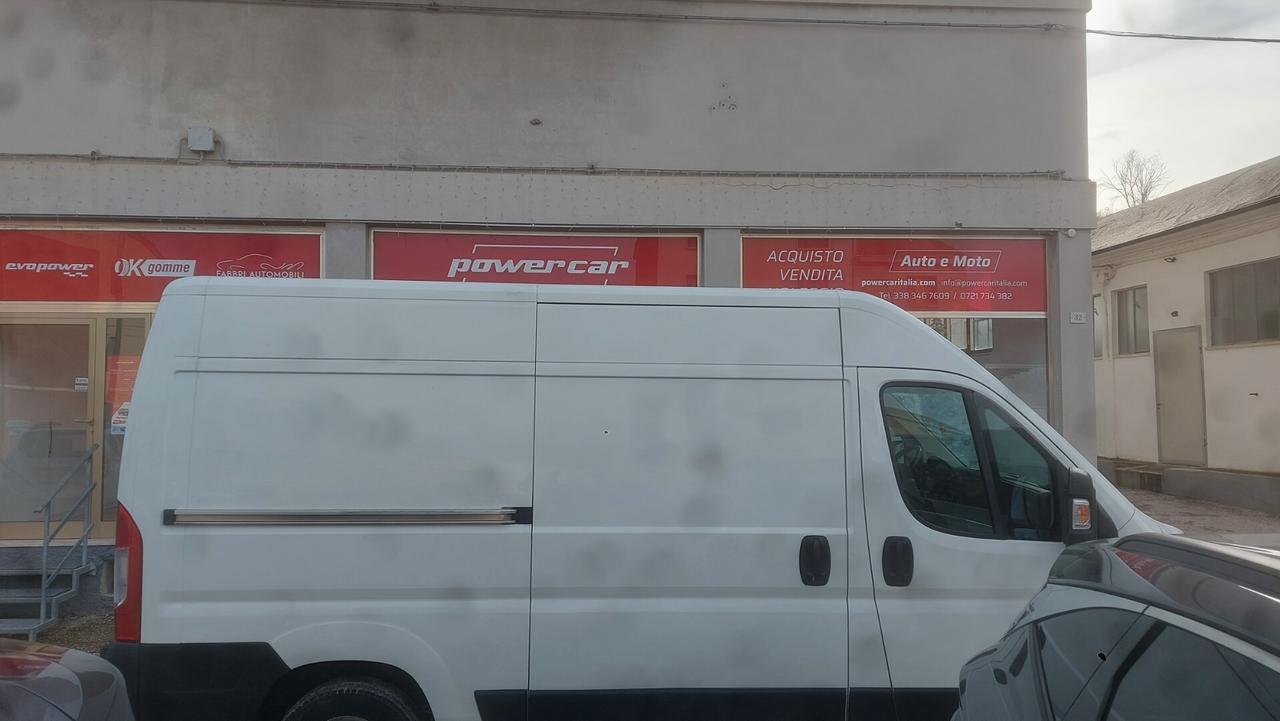 evopower
OK gomme
FABBRI AUTOMOBILI
powercar
ACQUISTO
VENDITA
Auto e Moto
powercaritalia.com info@powercaritalia.com
Tel 338 346 7609 / 0721 734 382
32